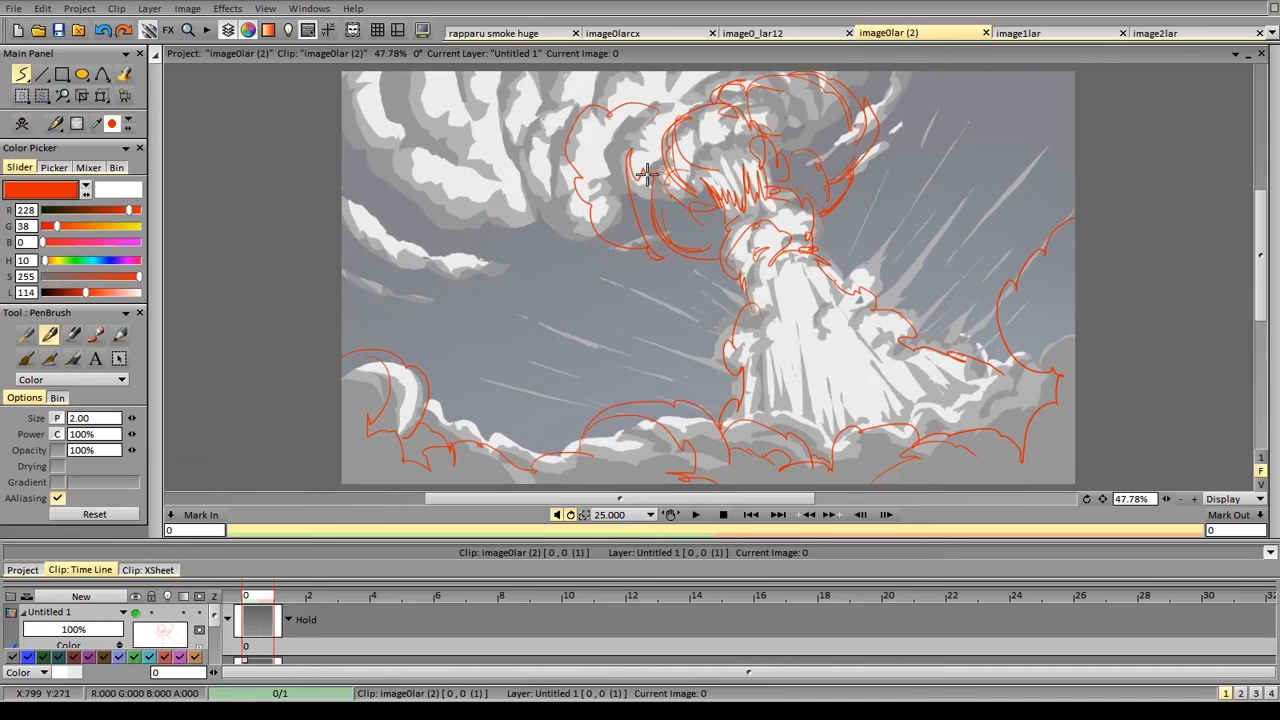 File Edit Project Clip Layer Image Effects View Windows Help
rapparu smoke huge × image0larcx × image0_lar12 × image0lar (2) × image1lar × image2lar ×
Main Panel
Project: "image0lar (2)" Clip: "image0lar (2)" 47.78% 0° Current Layer: "Untitled 1" Current Image: 0
Color Picker
Slider Picker Mixer Bin
R 228
G 38
B 0
H 10
S 255
L 114
Tool : PenBrush
A
Color
Options Bin
Size P 2.00
Power C 100%
Opacity 100%
Drying
Gradient
AAliasing
Reset
1
F
V
47.78% - + Display
0 Mark In 25.000 Mark Out 0
Clip: image0lar (2) [ 0 , 0 (1) ] Layer: Untitled 1 [ 0 , 0 (1) ] Current Image: 0
Project Clip: Time Line Clip: XSheet
New Z 0 2 4 6 8 10 12 14 16 18 20 22 24 26 28 30 32
Untitled 1
100% Hold
Color 0
Color 0
X:799 Y:271 R:000 G:000 B:000 A:000 0/1 Clip: image0lar (2) [ 0 , 0 (1) ] Layer: Untitled 1 [ 0 , 0 (1) ] Current Image: 0 1 2 3 4